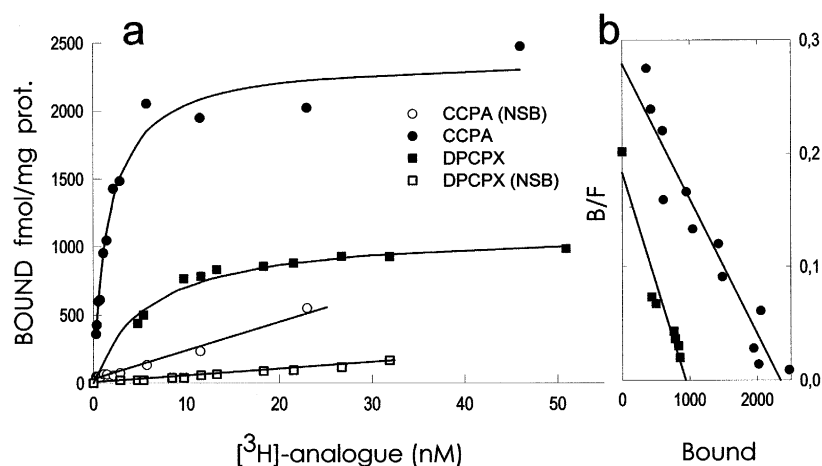 a
b
BOUND fmol/mg prot.
2500
2000
1500
1000
500
0
0 10 20 30 40 50
[³H]-analogue (nM)
CCPA (NSB)
CCPA
DPCPX
DPCPX (NSB)
B/F
0,3
0,2
0,1
0,0
0 1000 2000
Bound